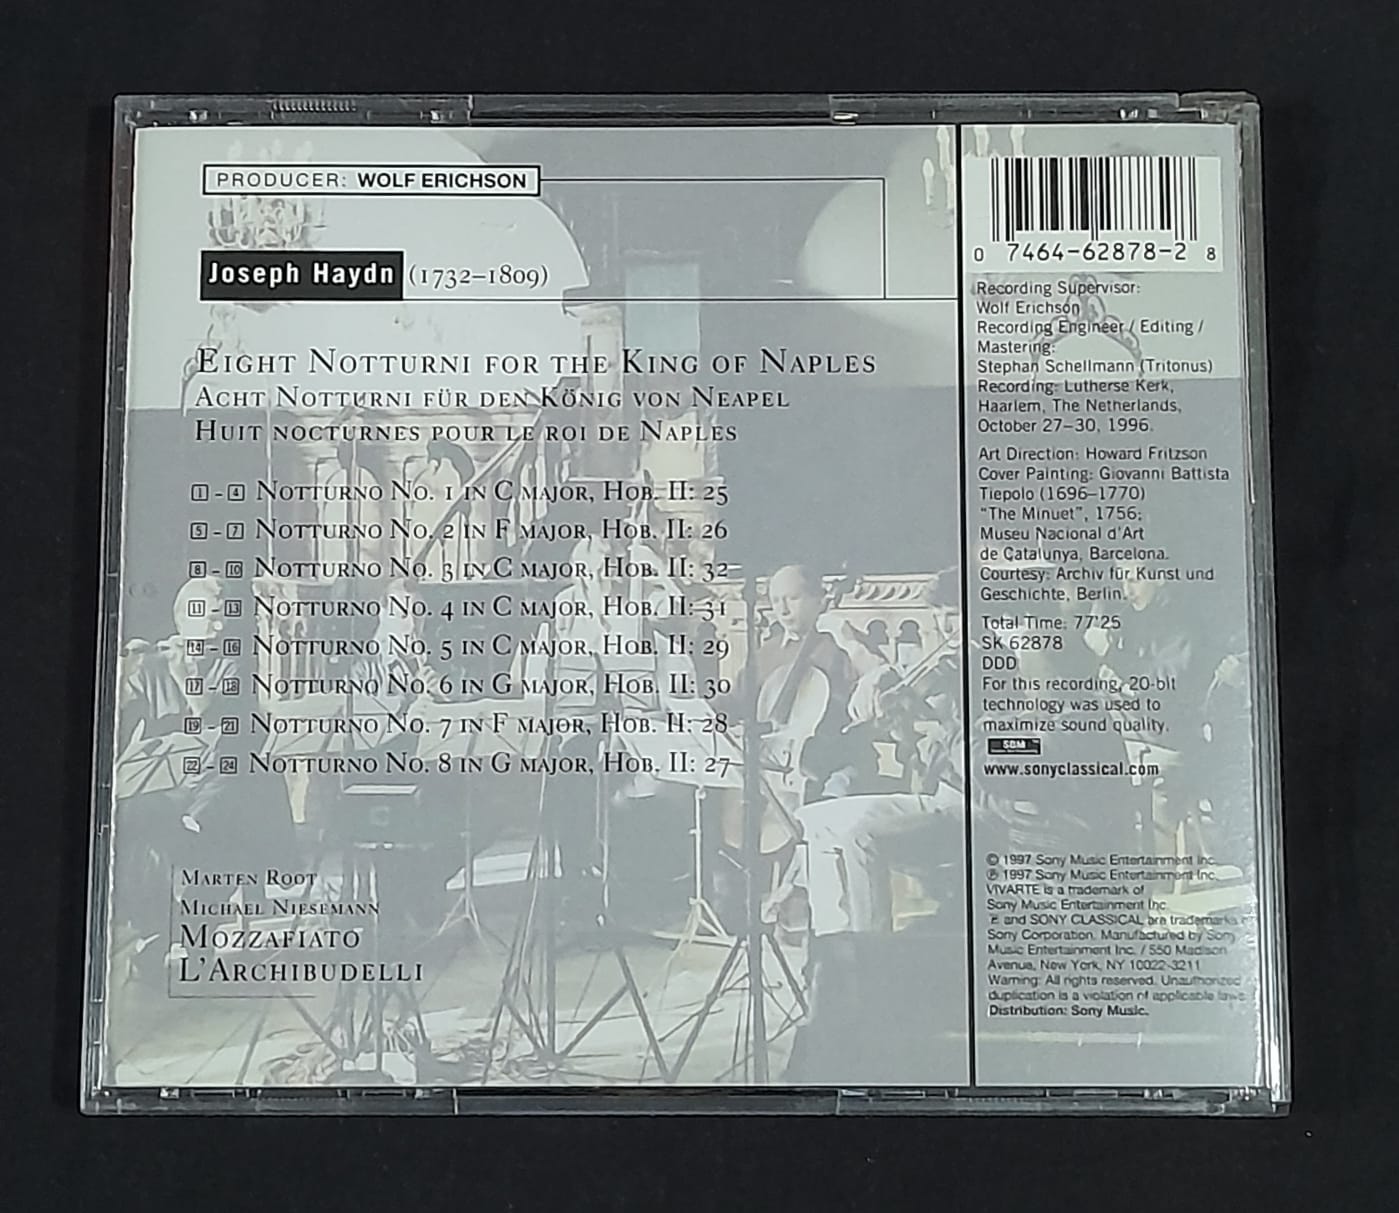 PRODUCER: WOLF ERICHSON
Joseph Haydn (1732–1809)
EIGHT NOTTURNI FOR THE KING OF NAPLES
ACHT NOTTURNI FÜR DEN KÖNIG VON NEAPEL
HUIT NOCTURNES POUR LE ROI DE NAPLES
1 - 4 NOTTURNO NO. 1 IN C MAJOR, HOB. II: 25
5 - 7 NOTTURNO NO. 2 IN F MAJOR, HOB. II: 26
8 - 10 NOTTURNO NO. 3 IN C MAJOR, HOB. II: 32
11 - 13 NOTTURNO NO. 4 IN C MAJOR, HOB. II: 31
14 - 16 NOTTURNO NO. 5 IN C MAJOR, HOB. II: 29
17 - 18 NOTTURNO NO. 6 IN G MAJOR, HOB. II: 30
19 - 21 NOTTURNO NO. 7 IN F MAJOR, HOB. II: 28
22 - 24 NOTTURNO NO. 8 IN G MAJOR, HOB. II: 27
MARTEN ROOT
MICHAEL NIESEMANN
MOZZAFIATO
L'ARCHIBUDELLI
0 7464-62878-2 8
Recording Supervisor:
Wolf Erichson
Recording Engineer / Editing /
Mastering:
Stephan Schellmann (Tritonus)
Recording: Lutherse Kerk,
Haarlem, The Netherlands,
October 27–30, 1996.
Art Direction: Howard Fritzson
Cover Painting: Giovanni Battista
Tiepolo (1696–1770)
"The Minuet", 1756;
Museu Nacional d'Art
de Catalunya, Barcelona.
Courtesy: Archiv für Kunst und
Geschichte, Berlin.
Total Time: 77'25
SK 62878
DDD
For this recording, 20-bit
technology was used to
maximize sound quality.
SBM
www.sonyclassical.com
© 1997 Sony Music Entertainment Inc.
℗ 1997 Sony Music Entertainment Inc.
VIVARTE is a trademark of
Sony Music Entertainment Inc.
and SONY CLASSICAL are trademarks of
Sony Corporation. Manufactured by Sony
Music Entertainment Inc. / 550 Madison
Avenue, New York, NY 10022-3211
Warning: All rights reserved. Unauthorized
duplication is a violation of applicable laws.
Distribution: Sony Music.